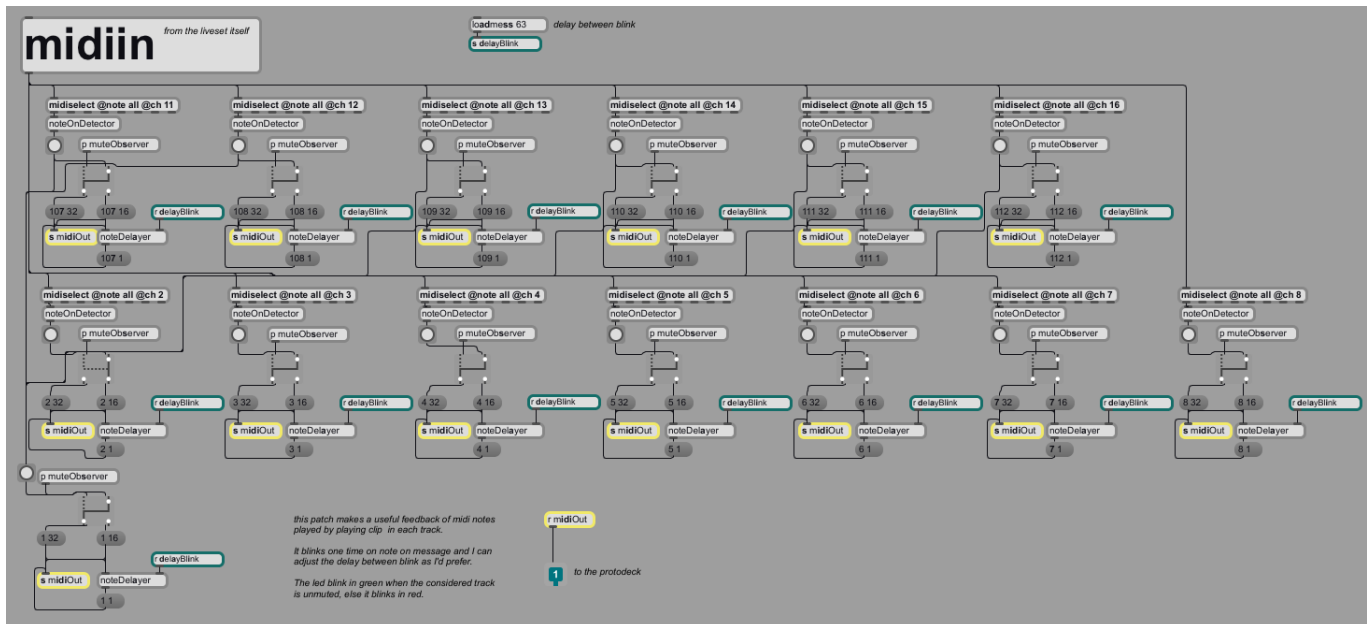 midiin
from the liveset itself
loadmess 63
delay between blink
s delayBlink
midiselect @note all @ch 11
midiselect @note all @ch 12
midiselect @note all @ch 13
midiselect @note all @ch 14
midiselect @note all @ch 15
midiselect @note all @ch 16
noteOnDetector
noteOnDetector
noteOnDetector
noteOnDetector
noteOnDetector
noteOnDetector
p muteObserver
p muteObserver
p muteObserver
p muteObserver
p muteObserver
p muteObserver
107 32
107 16
r delayBlink
108 32
108 16
r delayBlink
109 32
109 16
r delayBlink
110 32
110 16
r delayBlink
111 32
111 16
r delayBlink
112 32
112 16
r delayBlink
s midiOut
noteDelayer
s midiOut
noteDelayer
s midiOut
noteDelayer
s midiOut
noteDelayer
s midiOut
noteDelayer
s midiOut
noteDelayer
107 1
108 1
109 1
110 1
111 1
112 1
midiselect @note all @ch 2
midiselect @note all @ch 3
midiselect @note all @ch 4
midiselect @note all @ch 5
midiselect @note all @ch 6
midiselect @note all @ch 7
midiselect @note all @ch 8
noteOnDetector
noteOnDetector
noteOnDetector
noteOnDetector
noteOnDetector
noteOnDetector
noteOnDetector
p muteObserver
p muteObserver
p muteObserver
p muteObserver
p muteObserver
p muteObserver
p muteObserver
2 32
2 16
r delayBlink
3 32
3 16
r delayBlink
4 32
4 16
r delayBlink
5 32
5 16
r delayBlink
6 32
6 16
r delayBlink
7 32
7 16
r delayBlink
8 32
8 16
r delayBlink
s midiOut
noteDelayer
s midiOut
noteDelayer
s midiOut
noteDelayer
s midiOut
noteDelayer
s midiOut
noteDelayer
s midiOut
noteDelayer
s midiOut
noteDelayer
2 1
3 1
4 1
5 1
6 1
7 1
8 1
p muteObserver
1 32
1 16
r delayBlink
s midiOut
noteDelayer
1 1
this patch makes a useful feedback of midi notes
played by playing clip in each track.
It blinks one time on note on message and I can
adjust the delay between blink as I'd prefer.
The led blink in green when the considered track
is unmuted, else it blinks in red.
r midiOut
1
to the protodeck